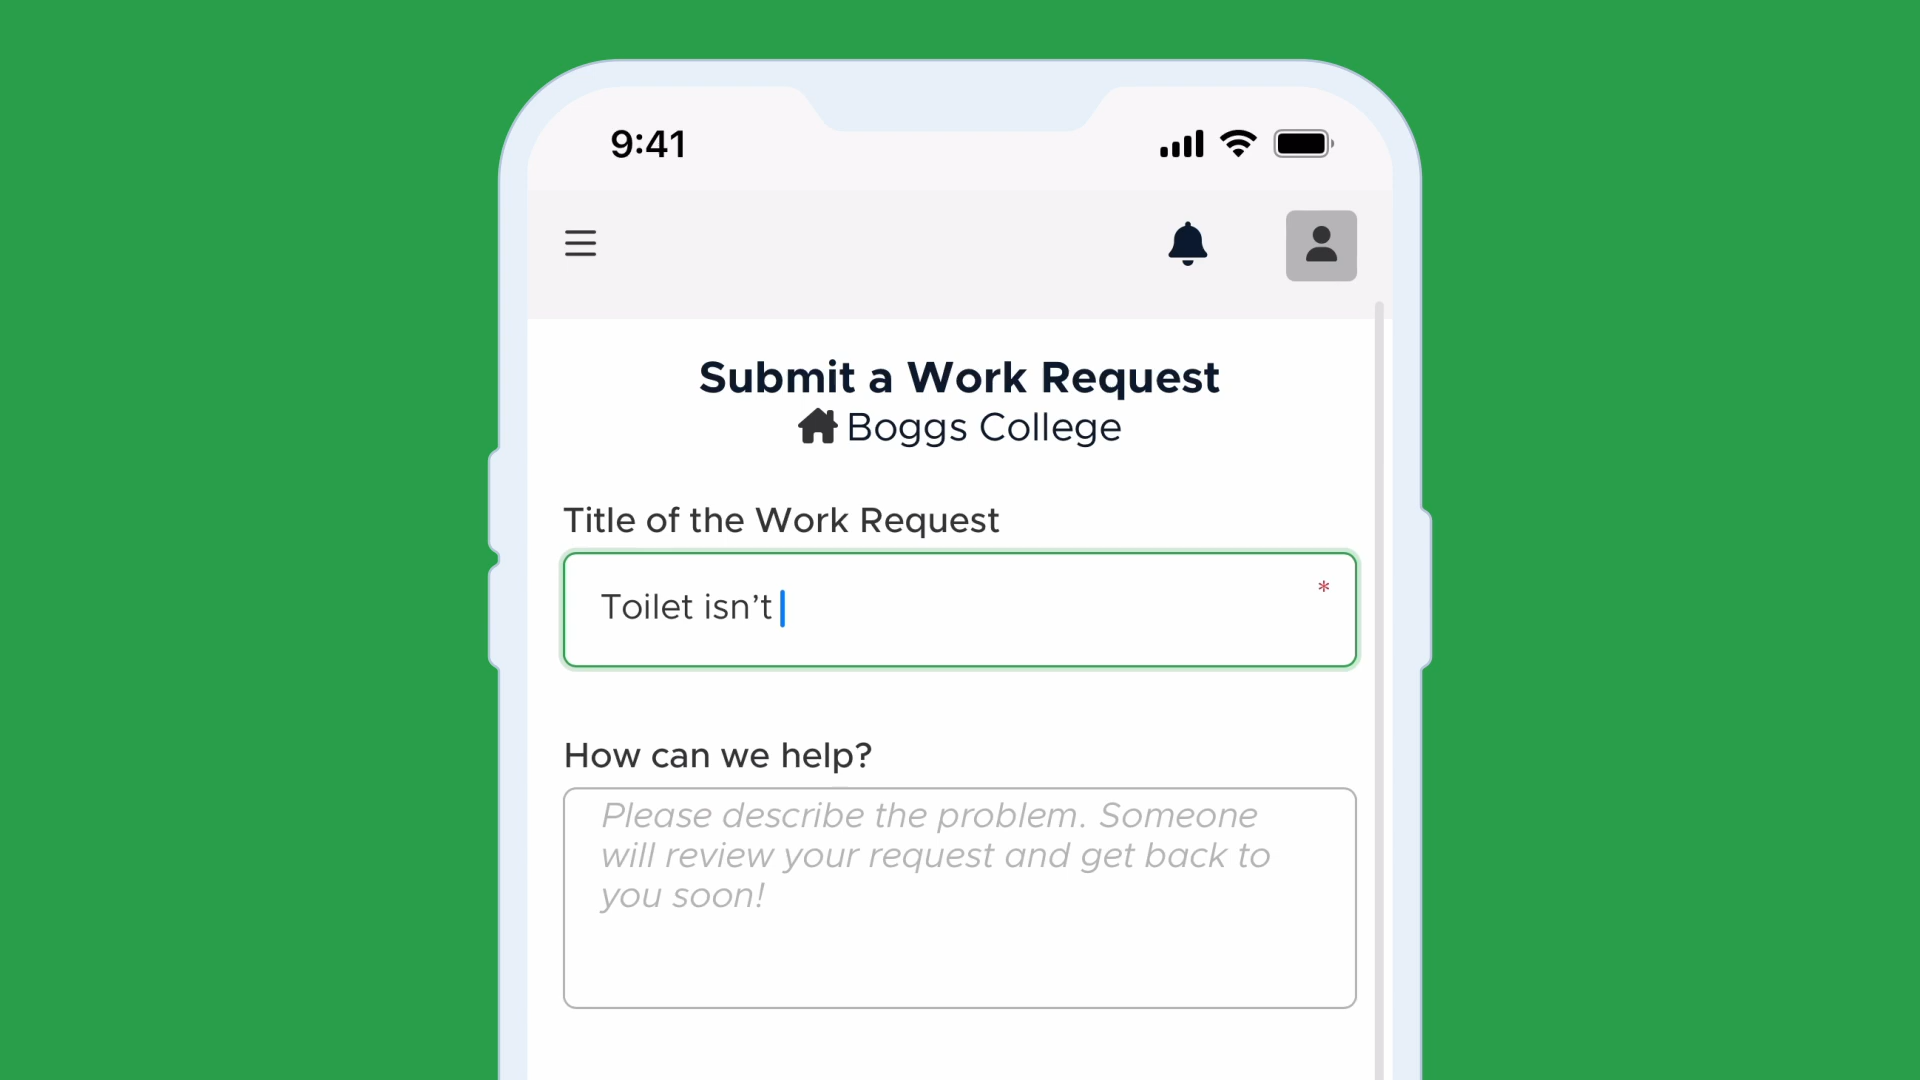 9:41
Submit a Work Request
Boggs College
Title of the Work Request
Toilet isn’t
*
How can we help?
Please describe the problem. Someone
will review your request and get back to
you soon!